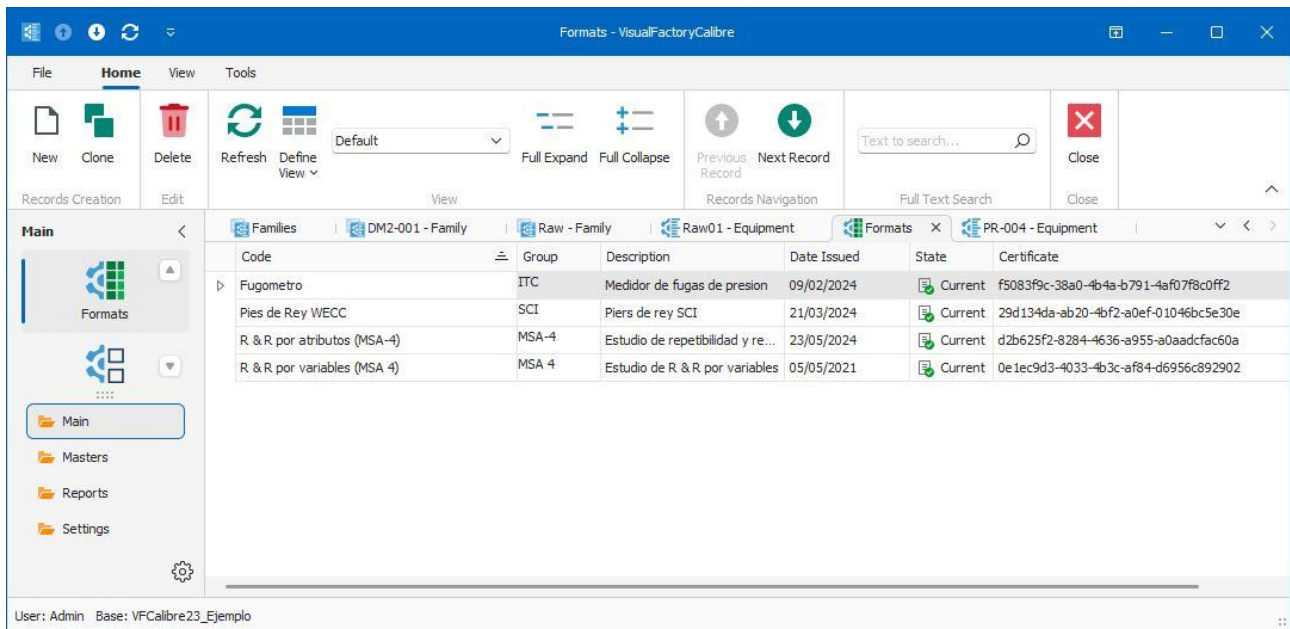 Formats - VisualFactoryCalibre
File Home View Tools
New Clone Delete Refresh Define View Default Full Expand Full Collapse Previous Record Next Record Text to search... Close
Records Creation Edit View Records Navigation Full Text Search Close
Main Families DM2-001 - Family Raw - Family Raw01 - Equipment Formats PR-004 - Equipment
Code Group Description Date Issued State Certificate
Fugometro ITC Medidor de fugas de presion 09/02/2024 Current f5083f9c-38a0-4b4a-b791-4af07f8c0ff2
Pies de Rey WECC SCI Piers de rey SCI 21/03/2024 Current 29d134da-ab20-4bf2-a0ef-01046bc5e30e
R & R por atributos (MSA-4) MSA-4 Estudio de repetibilidad y re... 23/05/2024 Current d2b625f2-8284-4636-a955-a0aadcfac60a
R & R por variables (MSA 4) MSA 4 Estudio de R & R por variables 05/05/2021 Current 0e1ec9d3-4033-4b3c-af84-d6956c892902
Formats
Main
Masters
Reports
Settings
User: Admin Base: VFCalibre23_Ejemplo